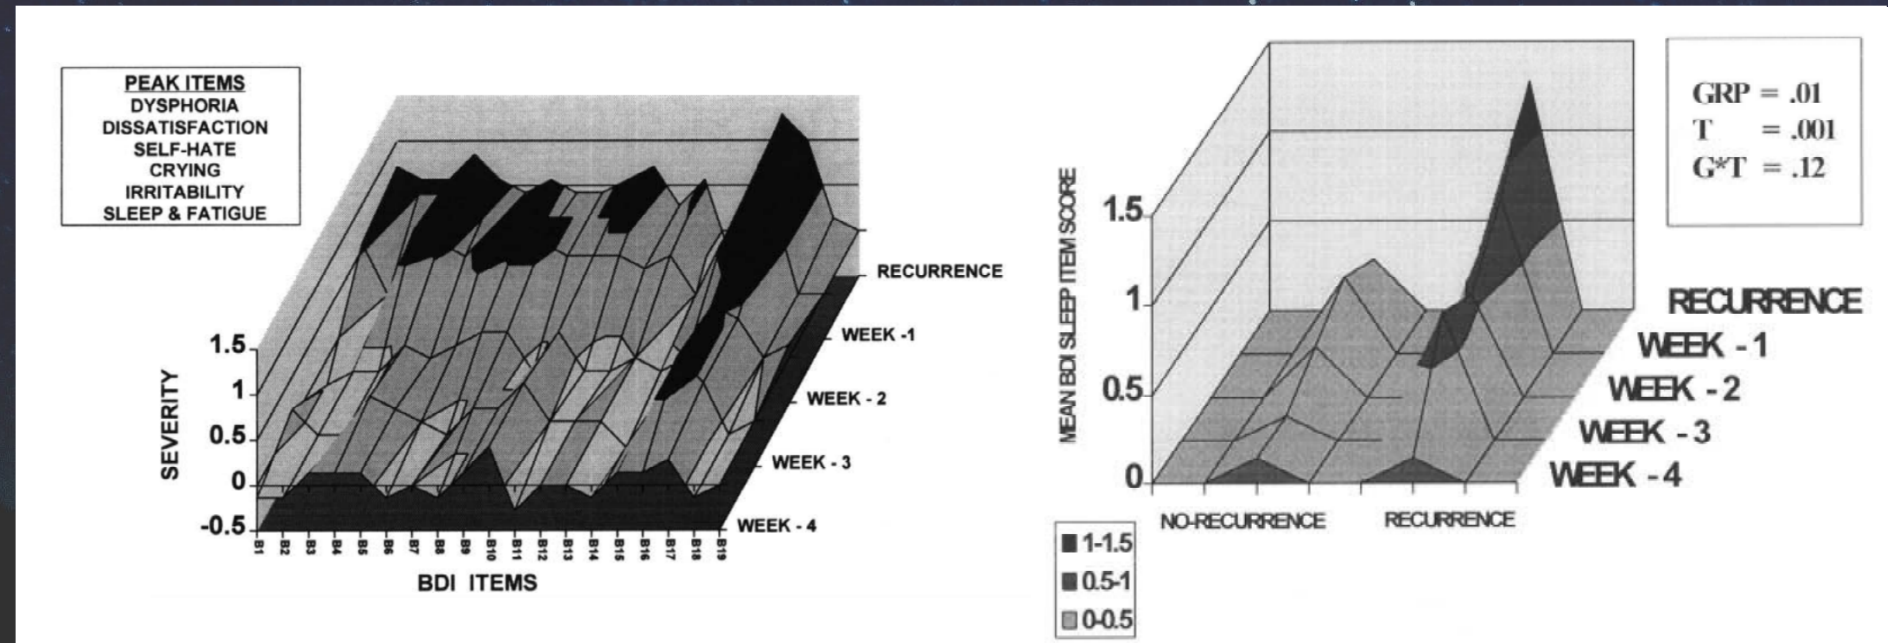 PEAK ITEMS
DYSPHORIA
DISSATISFACTION
SELF-HATE
CRYING
IRRITABILITY
SLEEP & FATIGUE
SEVERITY
1.5
1
0.5
0
-0.5
B1 B2 B3 B4 B5 B6 B7 B8 B9 B10 B11 B12 B13 B14 B15 B16 B17 B18 B19
BDI ITEMS
RECURRENCE
WEEK -1
WEEK - 2
WEEK - 3
WEEK - 4
MEAN BDI SLEEP ITEM SCORE
1.5
1
0.5
0
NO-RECURRENCE RECURRENCE
RECURRENCE
WEEK - 1
WEEK - 2
WEEK - 3
WEEK - 4
GRP = .01
T = .001
G*T = .12
1-1.5
0.5-1
0-0.5